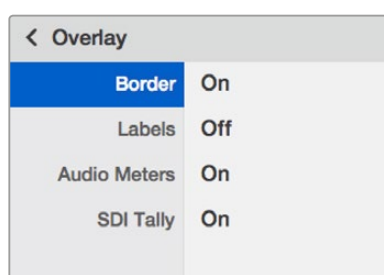 Overlay
Border On
Labels Off
Audio Meters On
SDI Tally On